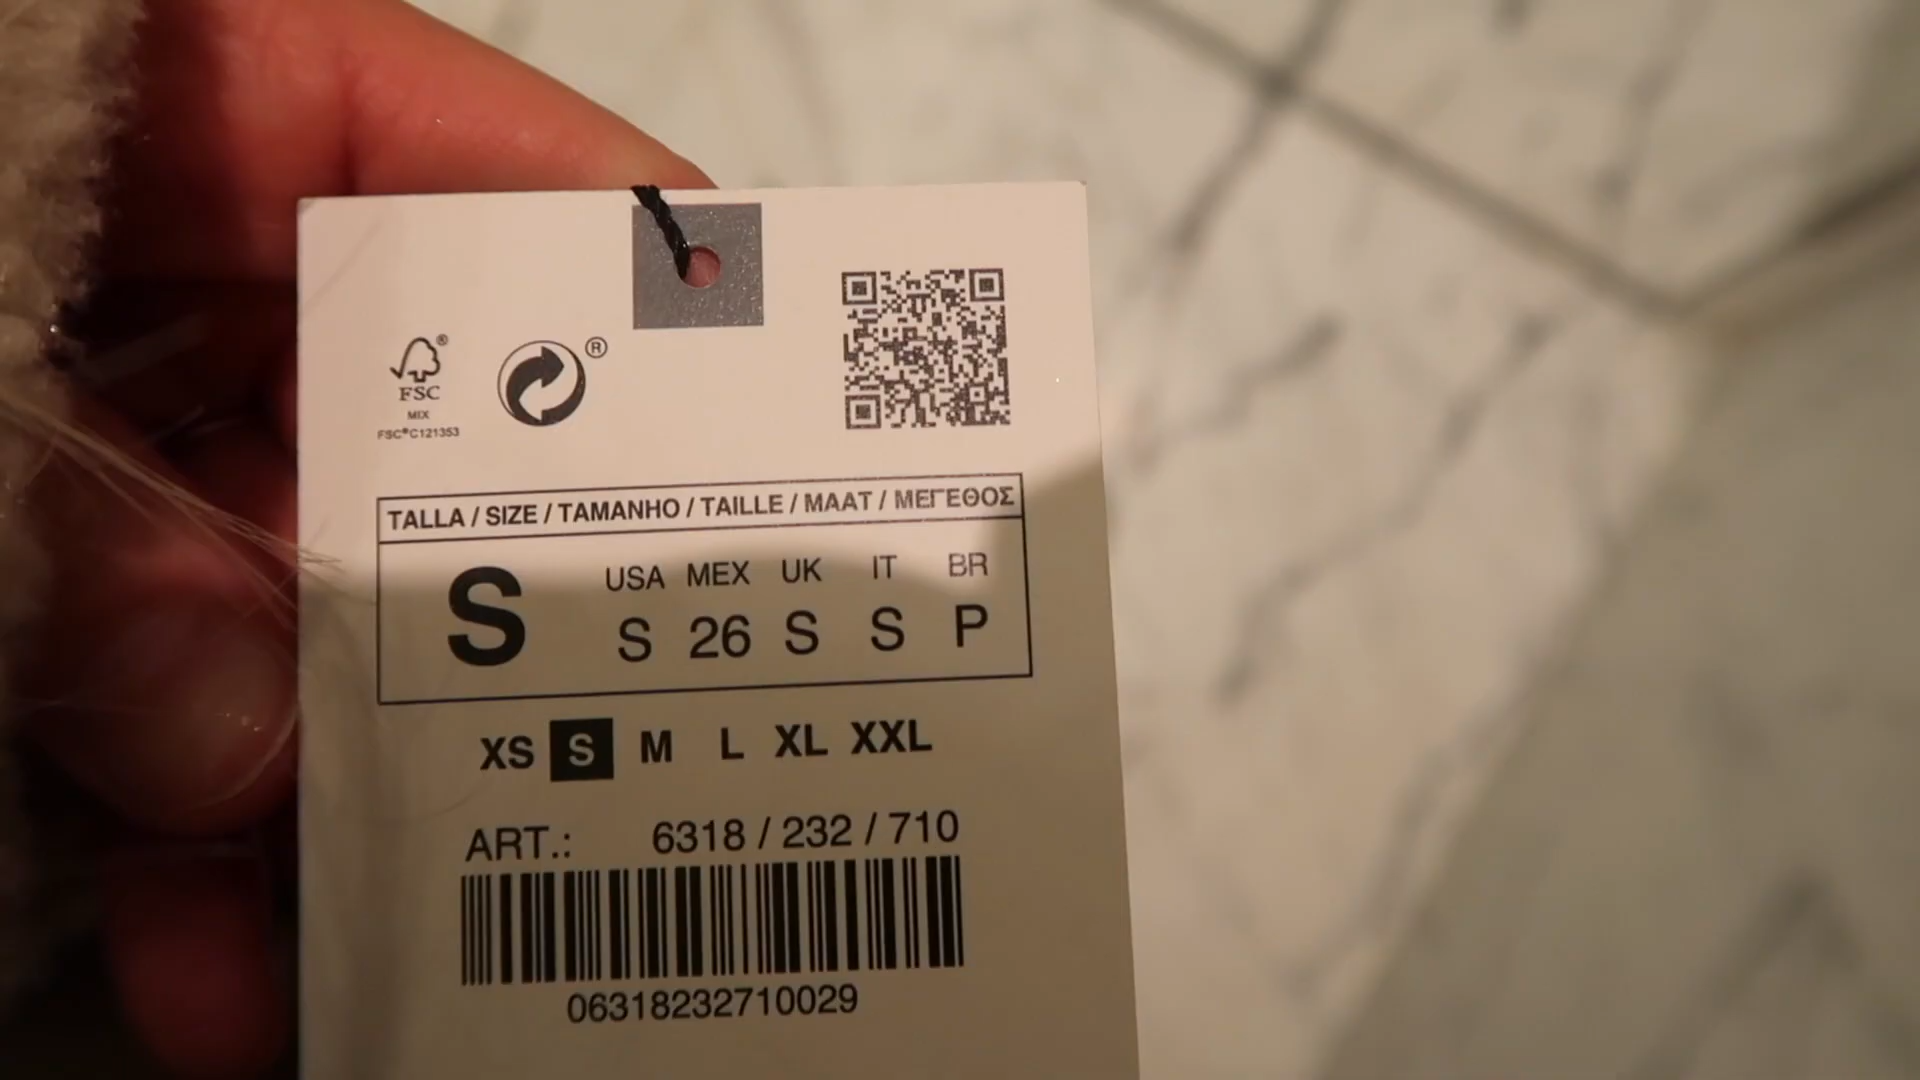 ®
FSC
MIX
FSC®C121353
®
TALLA / SIZE / TAMANHO / TAILLE / MAAT / ΜΕΓΕΘΟΣ
USA MEX UK IT BR
S S 26 S S P
XS S M L XL XXL
ART.: 6318 / 232 / 710
06318232710029